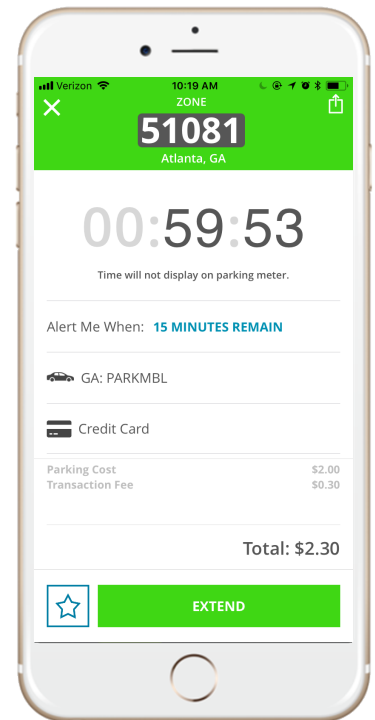 Verizon 10:19 AM
ZONE
51081
Atlanta, GA
00:59:53
Time will not display on parking meter.
Alert Me When: 15 MINUTES REMAIN
GA: PARKMBL
Credit Card
Parking Cost $2.00
Transaction Fee $0.30
Total: $2.30
EXTEND